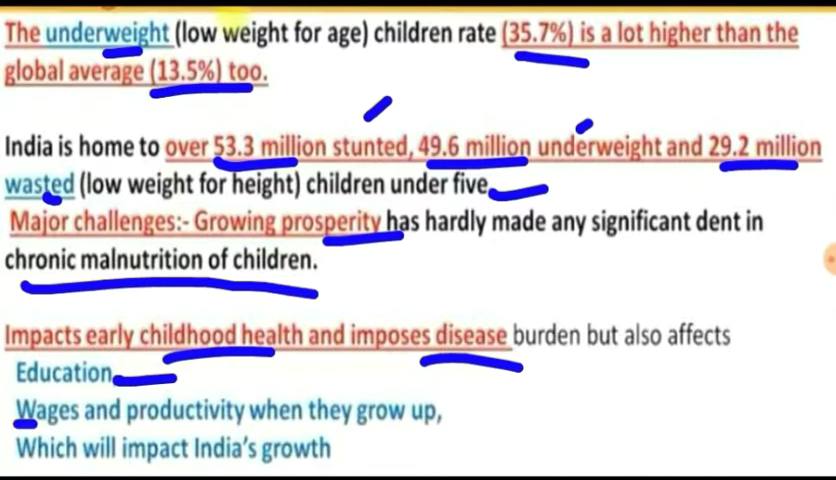 The underweight (low weight for age) children rate (35.7%) is a lot higher than the
global average (13.5%) too.
India is home to over 53.3 million stunted, 49.6 million underweight and 29.2 million
wasted (low weight for height) children under five
Major challenges:- Growing prosperity has hardly made any significant dent in
chronic malnutrition of children.
Impacts early childhood health and imposes disease burden but also affects
Education
Wages and productivity when they grow up,
Which will impact India's growth